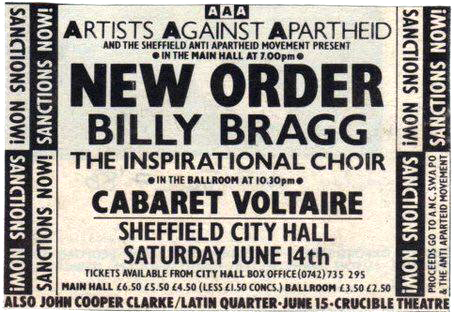 AAA
ARTISTS AGAINST APARTHEID
AND THE SHEFFIELD ANTI APARTHEID MOVEMENT PRESENT
• IN THE MAIN HALL AT 7.00pm •
NEW ORDER
BILLY BRAGG
THE INSPIRATIONAL CHOIR
• IN THE BALLROOM AT 10.30pm •
CABARET VOLTAIRE
SHEFFIELD CITY HALL
SATURDAY JUNE 14th
TICKETS AVAILABLE FROM CITY HALL BOX OFFICE (0742) 735 295
MAIN HALL £6.50 £5.50 £4.50 (LESS £1.50 CONCS.) BALLROOM £3.50 £2.50
ALSO JOHN COOPER CLARKE/LATIN QUARTER·JUNE 15·CRUCIBLE THEATRE
SANCTIONS NOW!
SANCTIONS NOW!
SANCTIONS NOW!
SANCTIONS NOW!
SANCTIONS NOW!
SANCTIONS NOW!
SANCTIONS NOW!
PROCEEDS GO TO A.N.C. SWAPO
& THE ANTI APARTHEID MOVEMENT